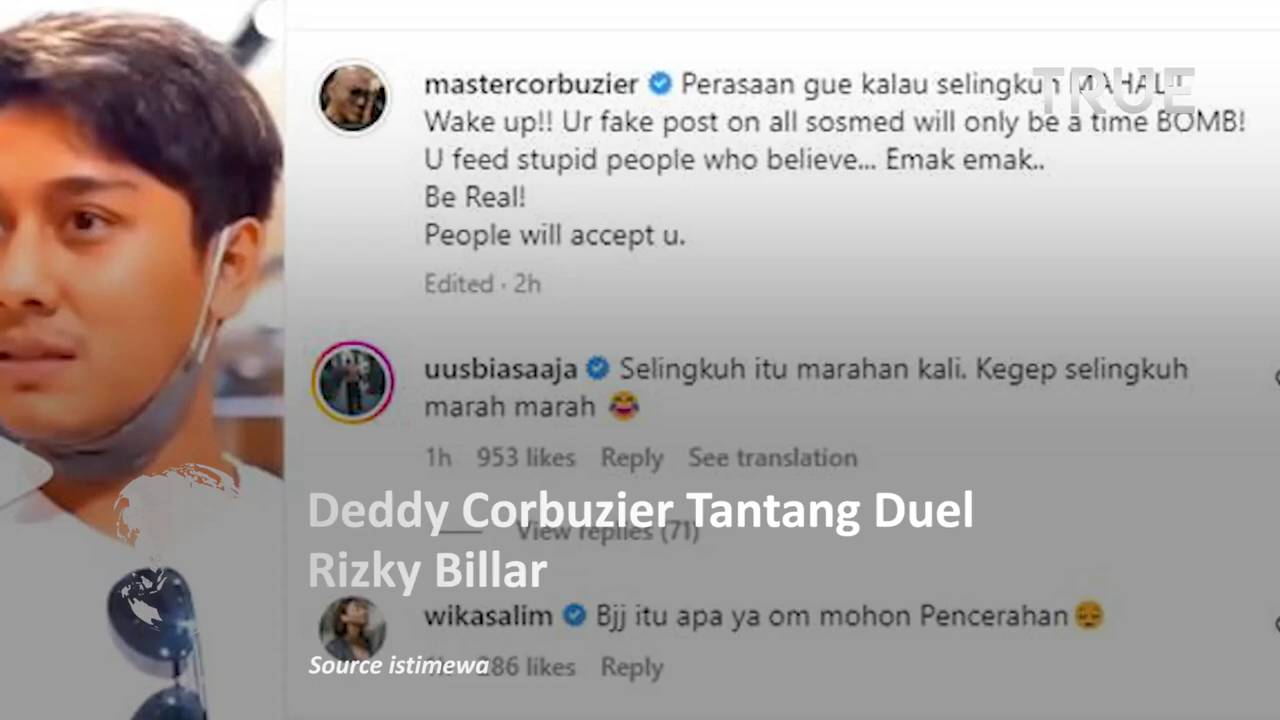 TRUE
mastercorbuzier Perasaan gue kalau selingkuh MAHAL!
Wake up!! Ur fake post on all sosmed will only be a time BOMB!
U feed stupid people who believe... Emak emak..
Be Real!
People will accept u.
Edited · 2h
uusbiasaaja Selingkuh itu marahan kali. Kegep selingkuh
marah marah 😂
1h 953 likes Reply See translation
Deddy Corbuzier Tantang Duel
View replies (71)
Rizky Billar
wikasalim Bjj itu apa ya om mohon Pencerahan😔
Source istimewa
286 likes Reply